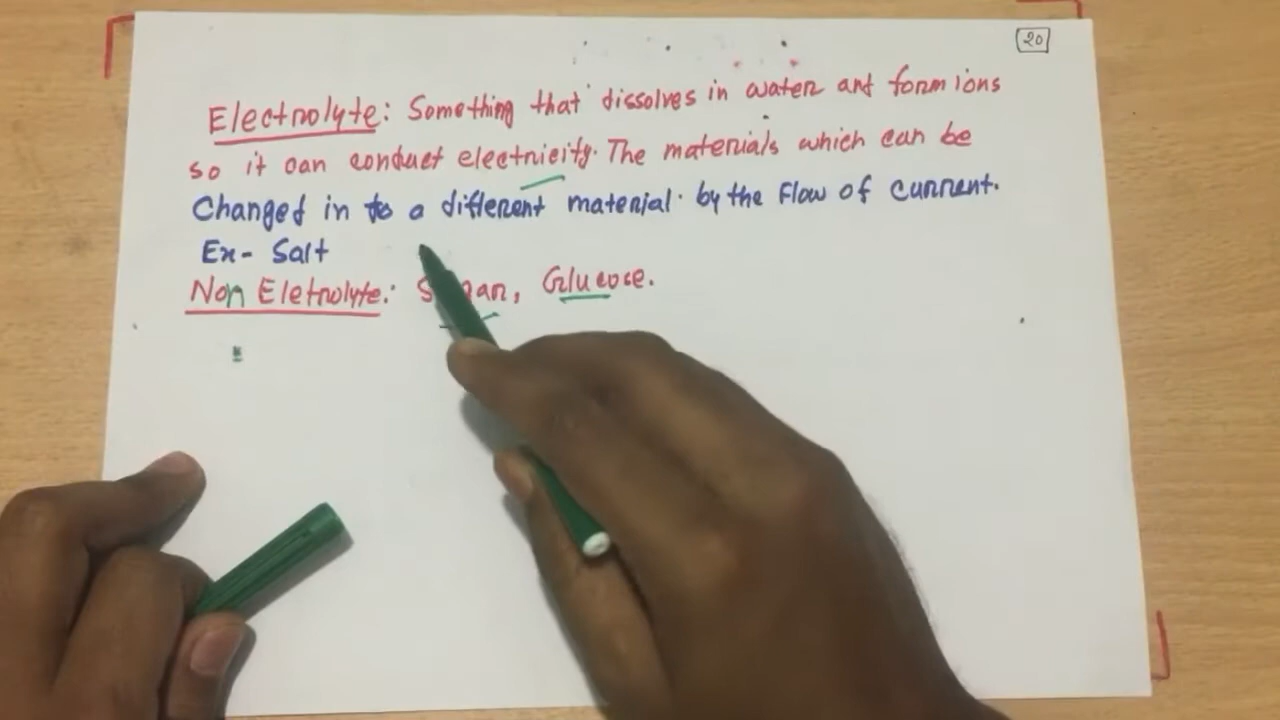 20
Electrolyte: Something that dissolves in water and form ions
so it can conduct electricity. The materials which can be
Changed in to a different material. by the Flow of current.
Ex- Salt
Non Eletrolyte: Sugar, Glucose.